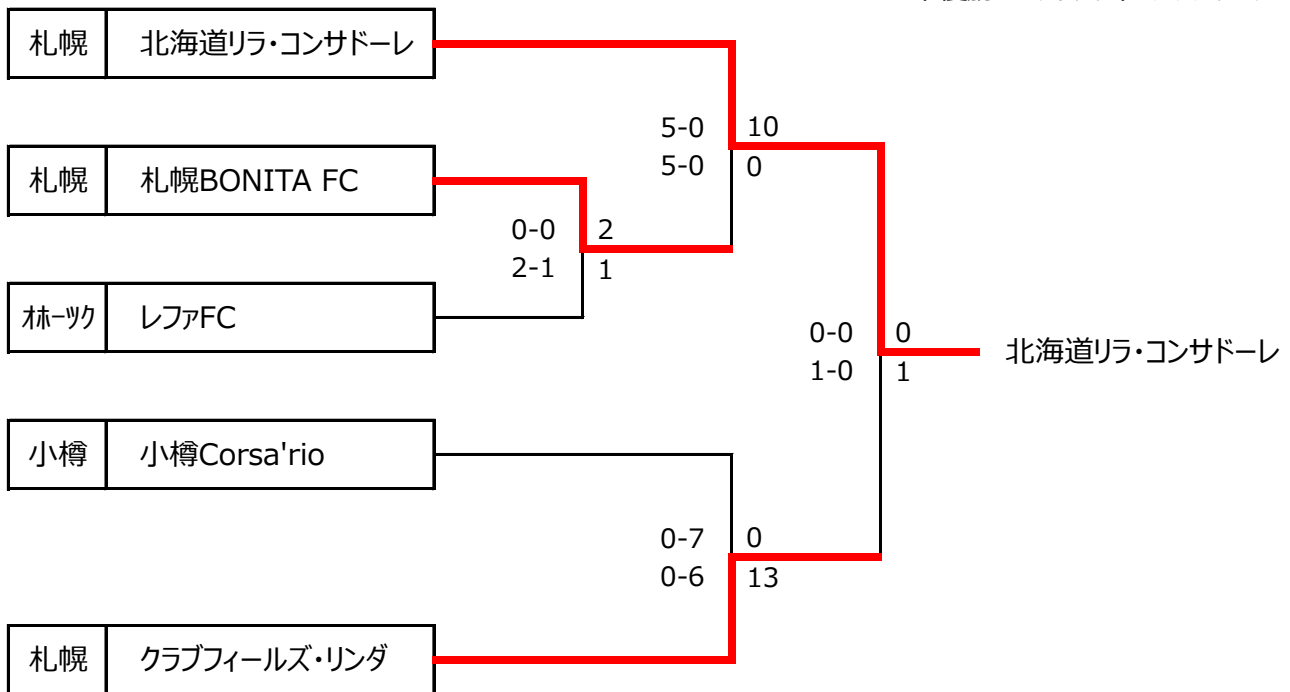 札幌 北海道リラ・コンサドーレ
5-0 10
5-0 0
札幌 札幌BONITA FC
0-0 2
2-1 1
ｵﾎｰﾂｸ レファFC
0-0 0
1-0 1
北海道リラ・コンサドーレ
小樽 小樽Corsa'rio
0-7 0
0-6 13
札幌 クラブフィールズ・リンダ